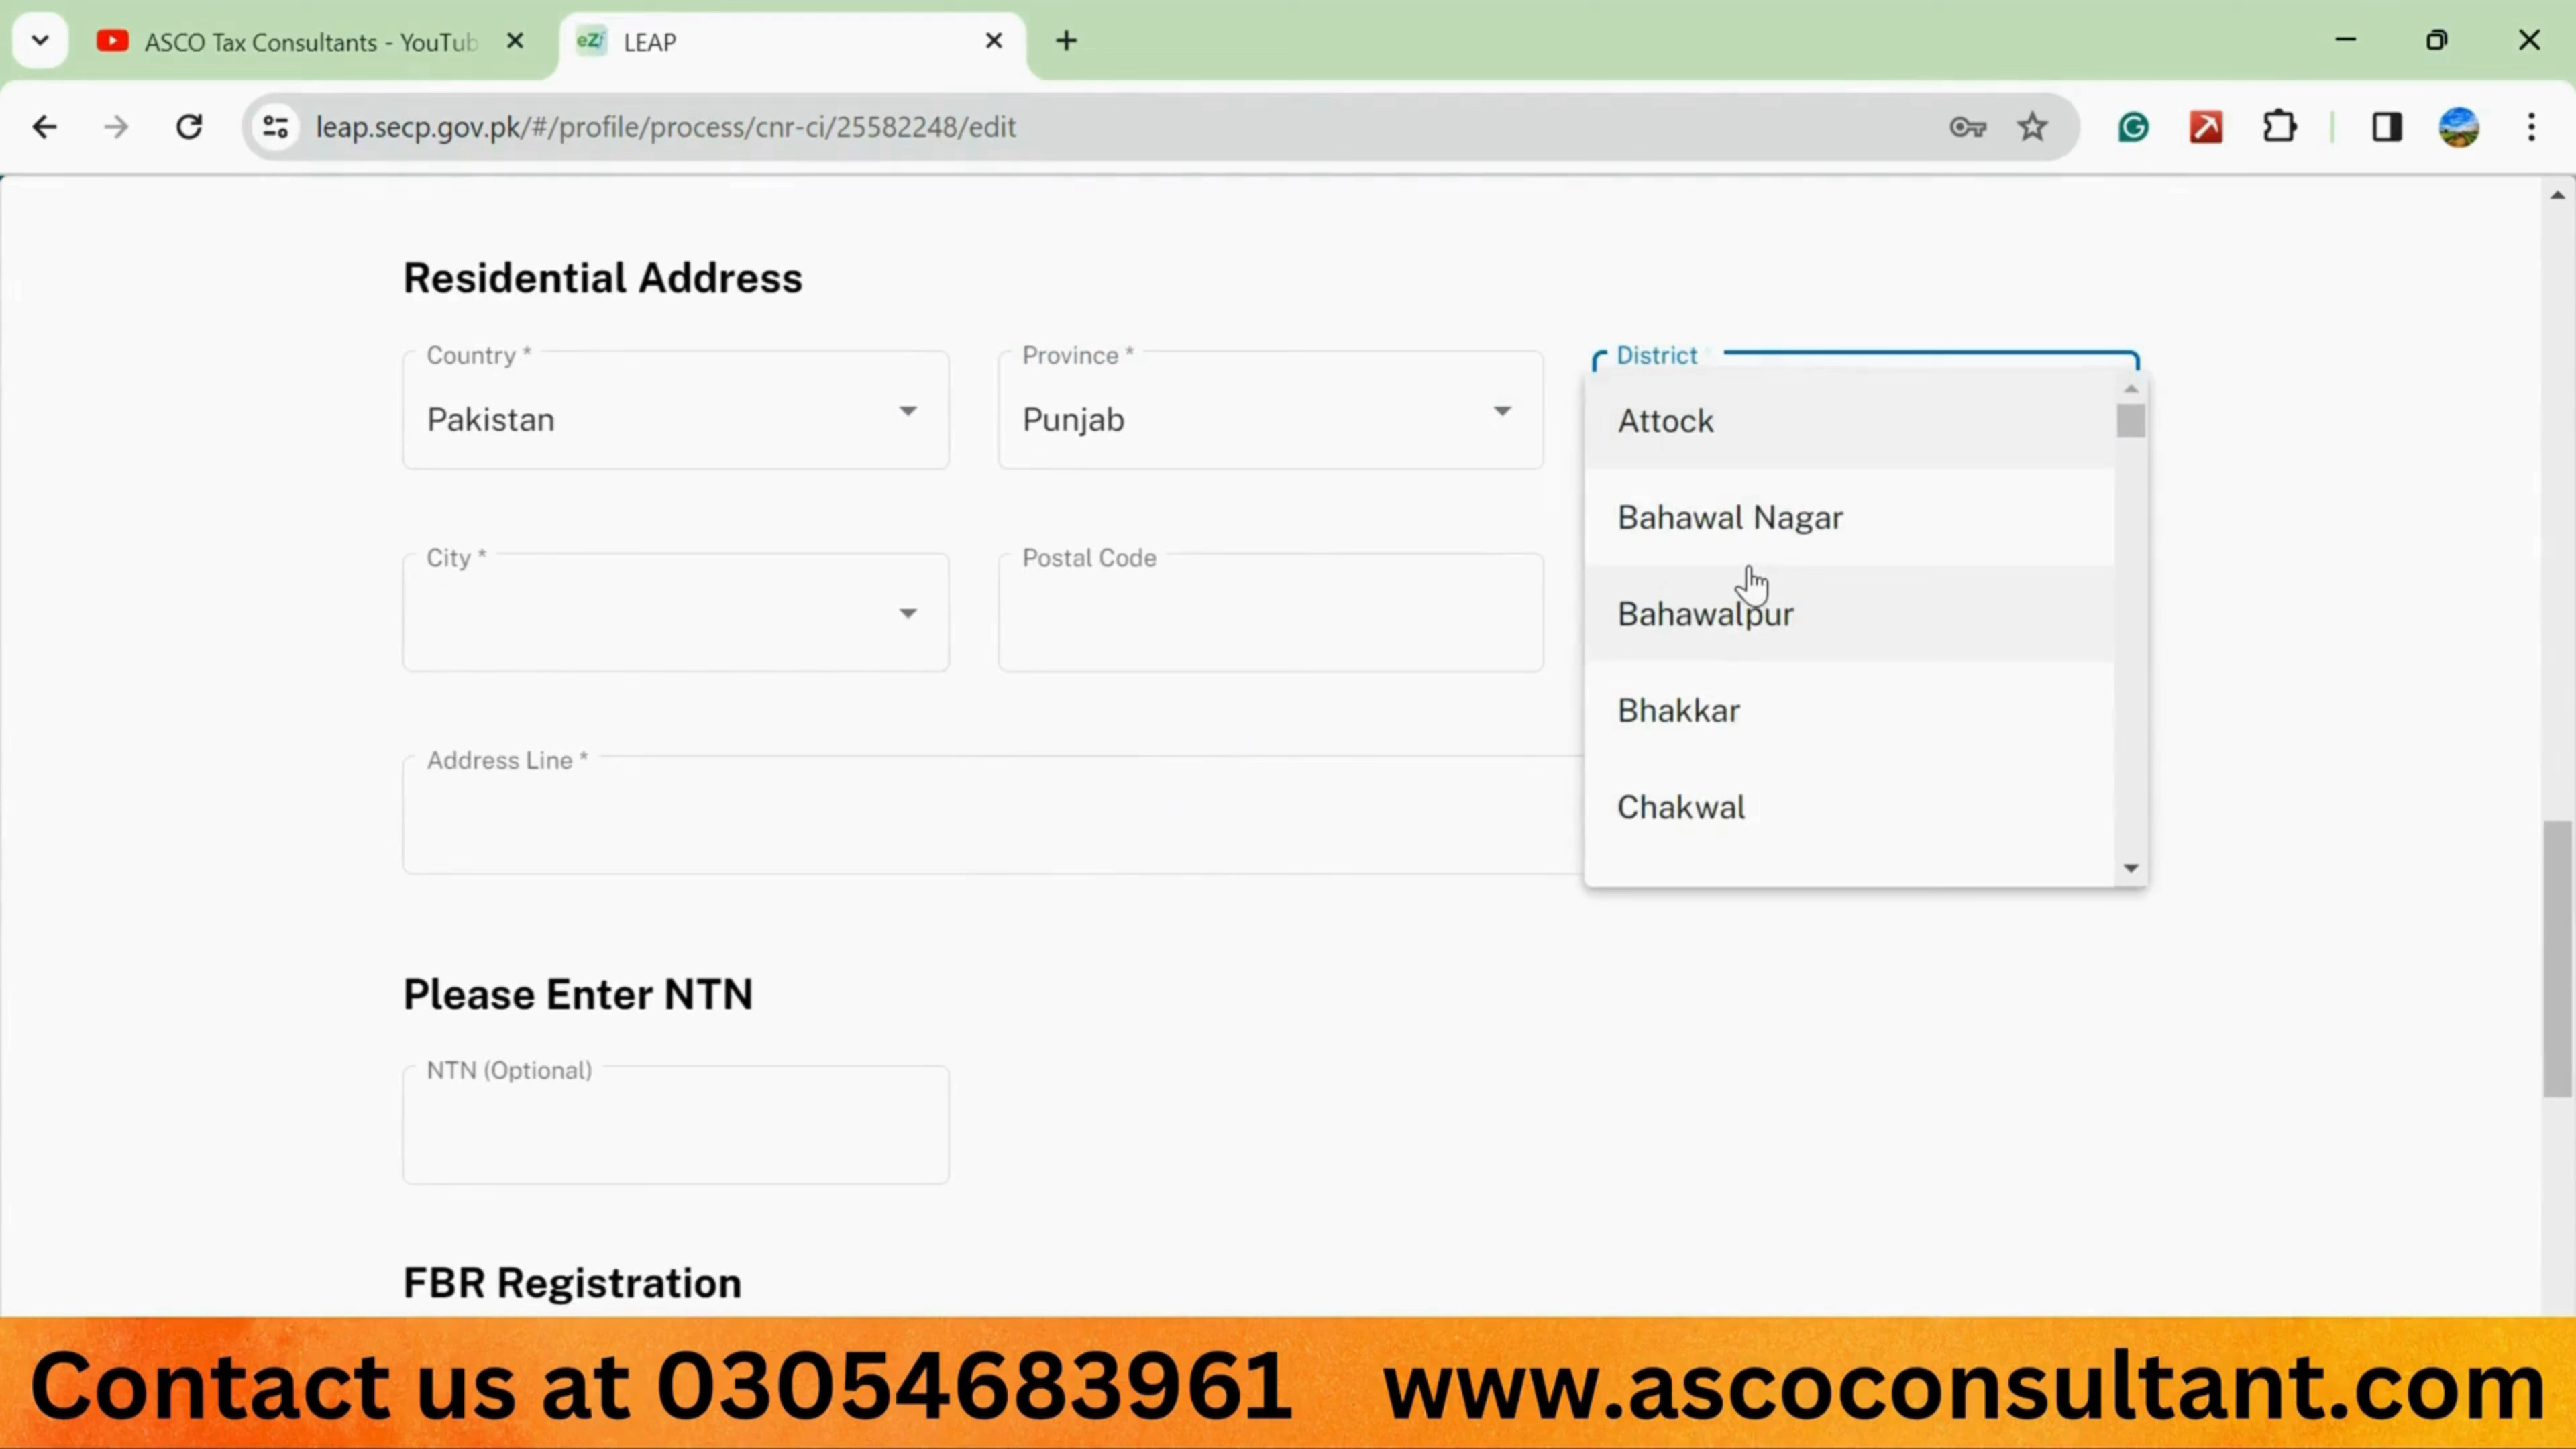 ASCO Tax Consultants - YouTub
LEAP
leap.secp.gov.pk/#/profile/process/cnr-ci/25582248/edit
Residential Address
Country *
Pakistan
Province *
Punjab
District
Attock
Bahawal Nagar
Bahawalpur
Bhakkar
Chakwal
City *
Postal Code
Address Line *
Please Enter NTN
NTN (Optional)
FBR Registration
Contact us at 03054683961 www.ascoconsultant.com